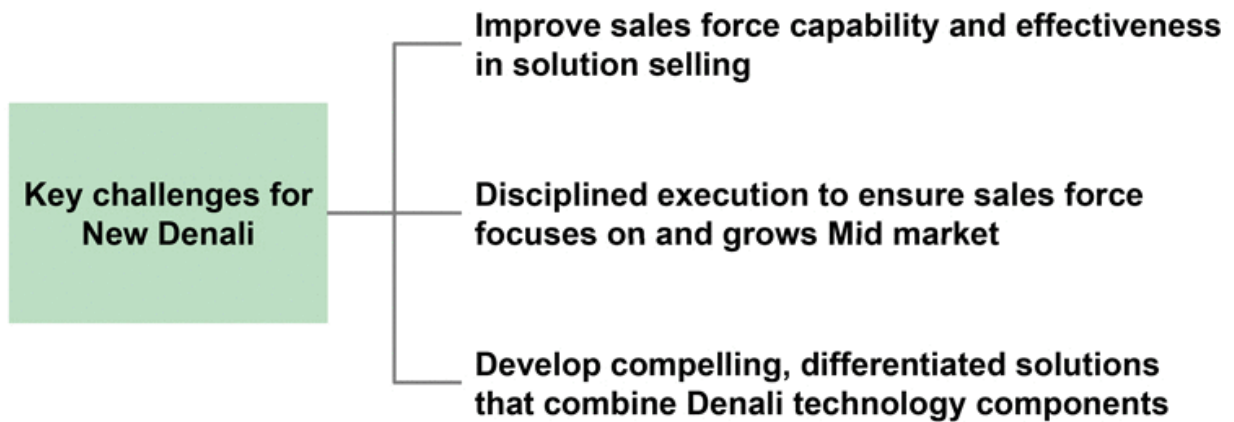 Key challenges for
New Denali
Improve sales force capability and effectiveness
in solution selling
Disciplined execution to ensure sales force
focuses on and grows Mid market
Develop compelling, differentiated solutions
that combine Denali technology components